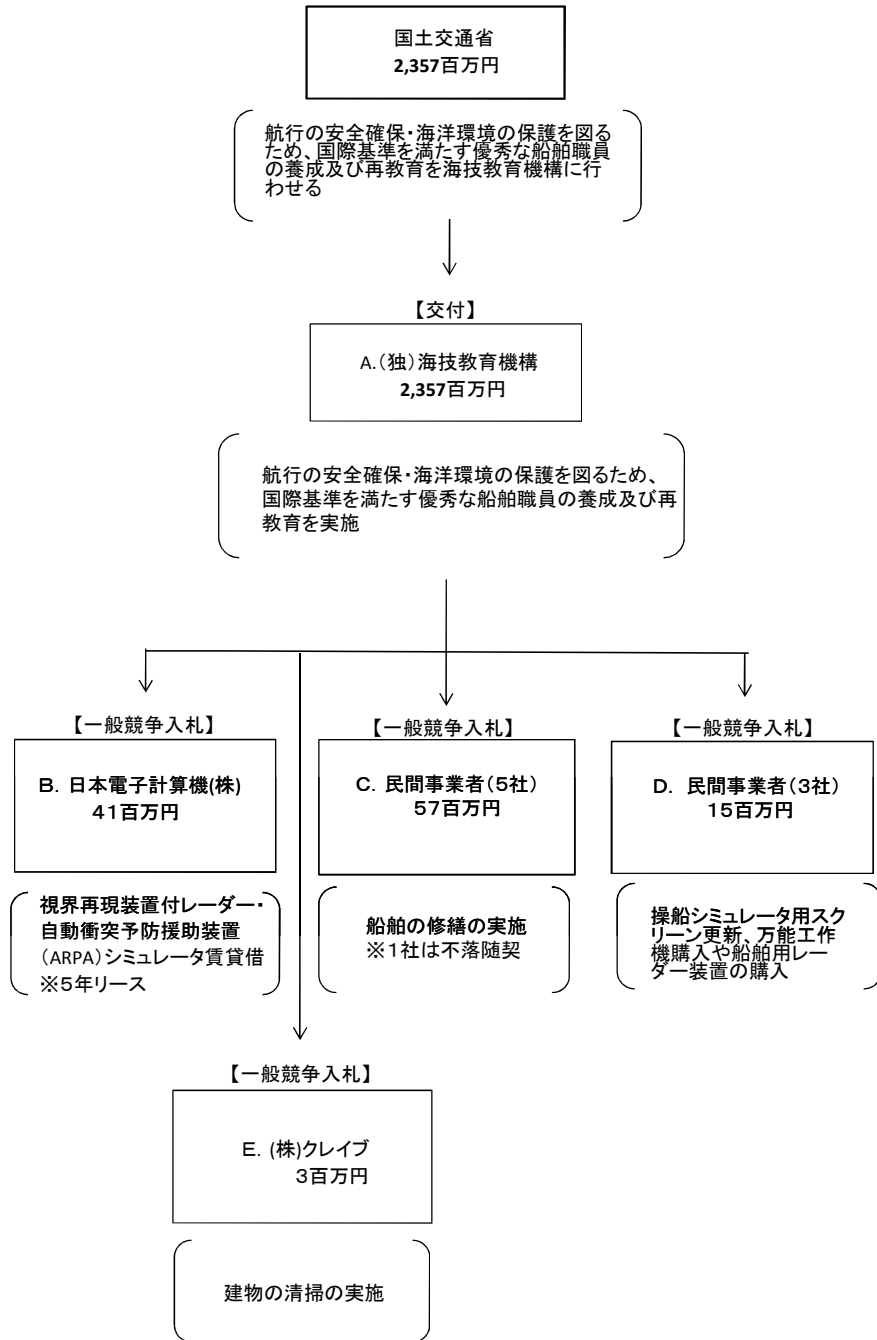 国土交通省
2,357百万円
航行の安全確保・海洋環境の保護を図る
ため、国際基準を満たす優秀な船舶職員
の養成及び再教育を海技教育機構に行
わせる
【交付】
A.(独)海技教育機構
2,357百万円
航行の安全確保・海洋環境の保護を図るため、
国際基準を満たす優秀な船舶職員の養成及び再
教育を実施
【一般競争入札】
B. 日本電子計算機(株)
41百万円
視界再現装置付レーダー・
自動衝突予防援助装置
(ARPA)シミュレータ賃貸借
※5年リース
【一般競争入札】
C. 民間事業者(5社)
57百万円
船舶の修繕の実施
※1社は不落随契
【一般競争入札】
D. 民間事業者(3社)
15百万円
操船シミュレータ用スク
リーン更新、万能工作
機購入や船舶用レー
ダー装置の購入
【一般競争入札】
E. (株)クレイブ
3百万円
建物の清掃の実施